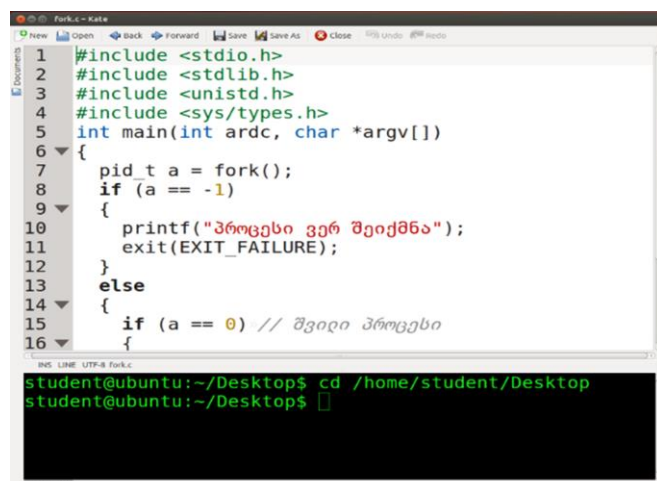 fork.c – Kate
New Open Back Forward Save Save As Close Undo Redo
Documents
1 #include <stdio.h>
2 #include <stdlib.h>
3 #include <unistd.h>
4 #include <sys/types.h>
5 int main(int ardc, char *argv[])
6 {
7 pid_t a = fork();
8 if (a == -1)
9 {
10 printf("პროცესი ვერ შეიქმნა");
11 exit(EXIT_FAILURE);
12 }
13 else
14 {
15 if (a == 0) // შვილი პროცესი
16 {
INS LINE UTF-8 fork.c
student@ubuntu:~/Desktop$ cd /home/student/Desktop
student@ubuntu:~/Desktop$